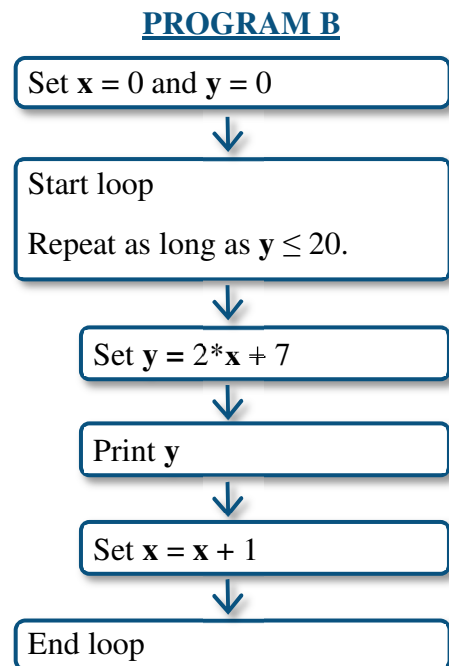 PROGRAM B
Set x = 0 and y = 0
Start loop
Repeat as long as y ≤ 20.
Set y = 2*x + 7
Print y
Set x = x + 1
End loop